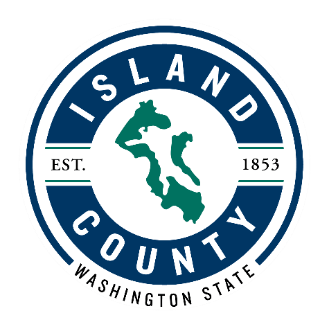 ISLAND
EST. 1853
COUNTY
WASHINGTON STATE